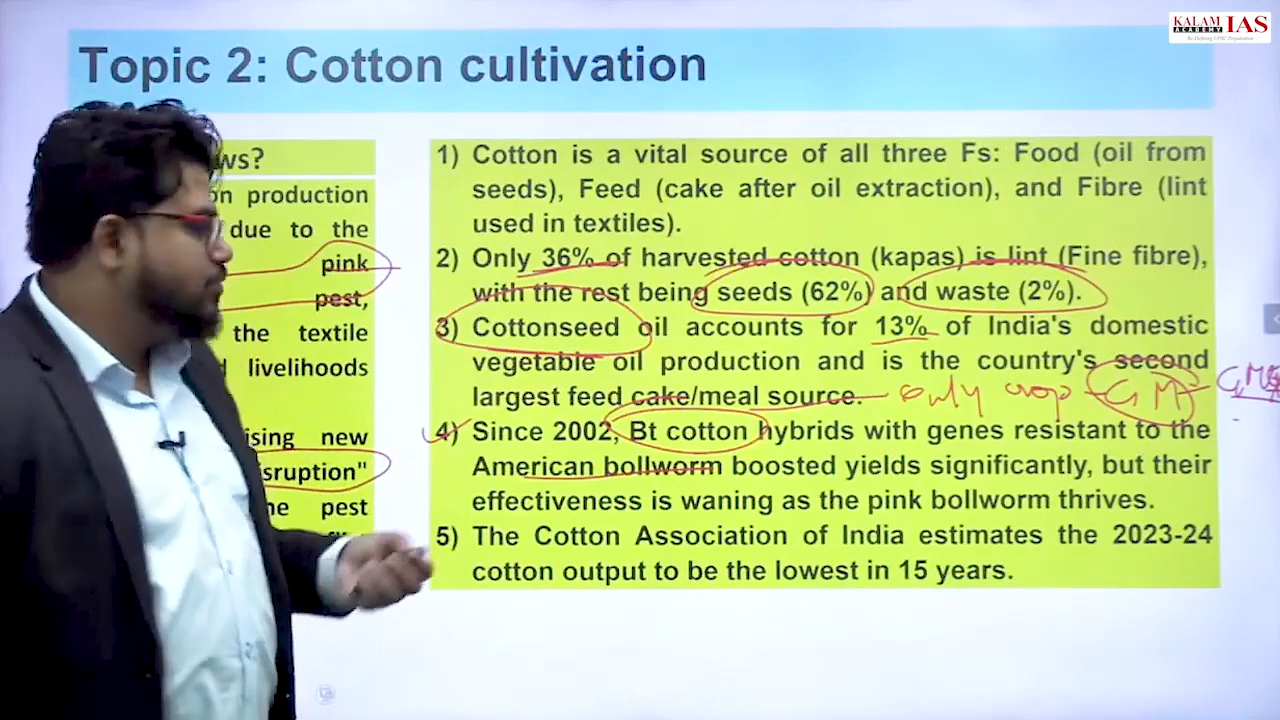 KALAM IAS
ACADEMY
Re-Defining UPSC Preparation
Topic 2: Cotton cultivation
ws?
on production
due to the
pink
pest,
the textile
livelihoods
ising new
sruption"
he pest
1) Cotton is a vital source of all three Fs: Food (oil from
seeds), Feed (cake after oil extraction), and Fibre (lint
used in textiles).
2) Only 36% of harvested cotton (kapas) is lint (Fine fibre),
with the rest being seeds (62%) and waste (2%).
3) Cottonseed oil accounts for 13% of India's domestic
vegetable oil production and is the country's second
largest feed cake/meal source. only crop GM
4) Since 2002, Bt cotton hybrids with genes resistant to the
American bollworm boosted yields significantly, but their
effectiveness is waning as the pink bollworm thrives.
5) The Cotton Association of India estimates the 2023-24
cotton output to be the lowest in 15 years.